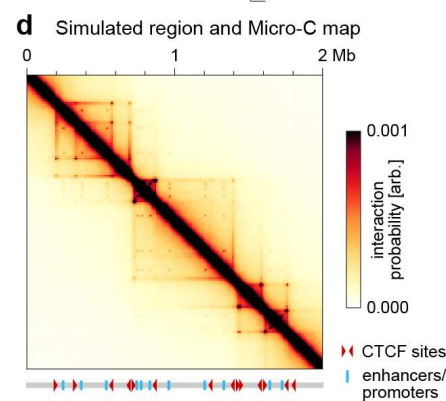 d Simulated region and Micro-C map
0 1 2 Mb
0.001
interaction
probability [arb.]
0.000
CTCF sites
enhancers/
promoters